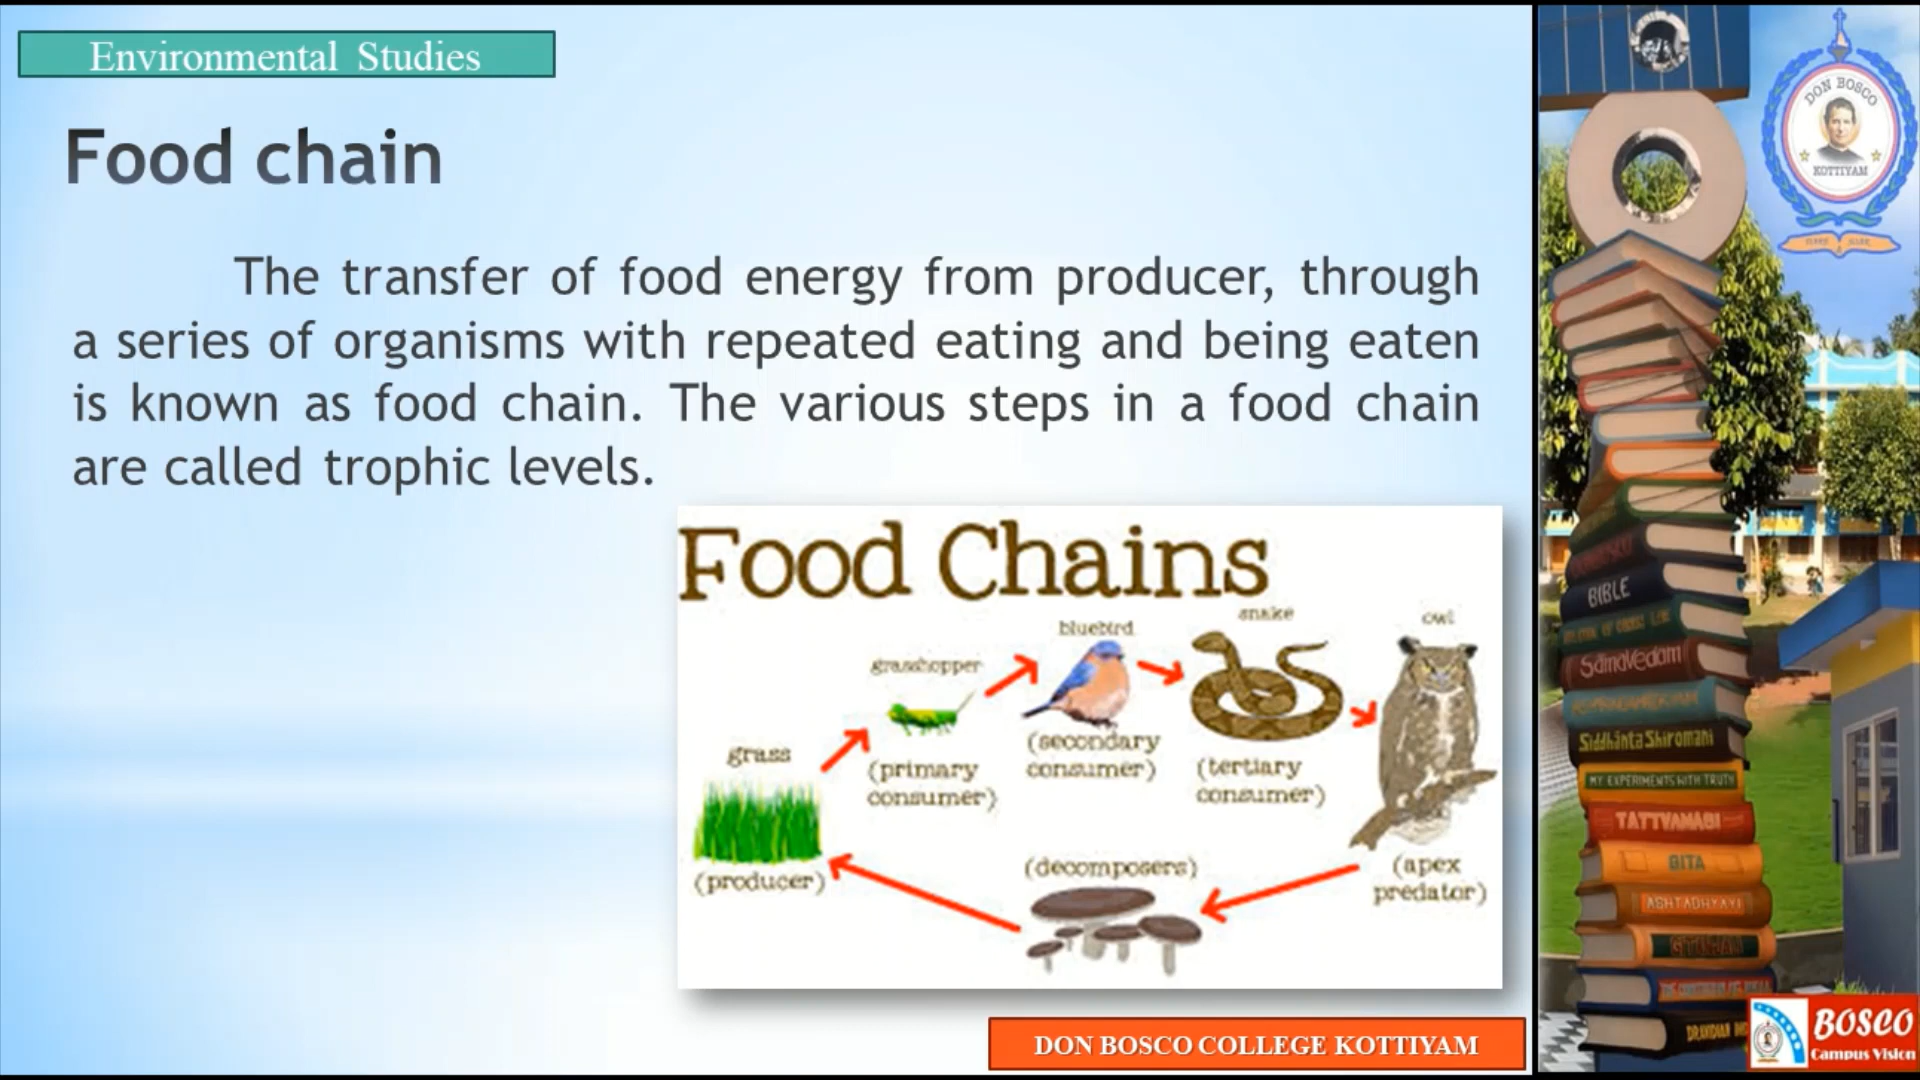 Environmental Studies
Food chain
The transfer of food energy from producer, through
a series of organisms with repeated eating and being eaten
is known as food chain. The various steps in a food chain
are called trophic levels.
Food Chains
snake
owl
bluebird
grasshopper
(secondary
consumer)
grass
(primary
consumer)
(tertiary
consumer)
(decomposers)
(apex
predator)
(producer)
DON BOSCO COLLEGE KOTTIYAM
DON BOSCO
KOTTIYAM
BIBLE
SamaVedam
Siddhanta Shiromani
MY EXPERIMENTS WITH TRUTH
TATTVAMASI
GITA
ASHTADHYAYI
BOSCO
Campus Vision